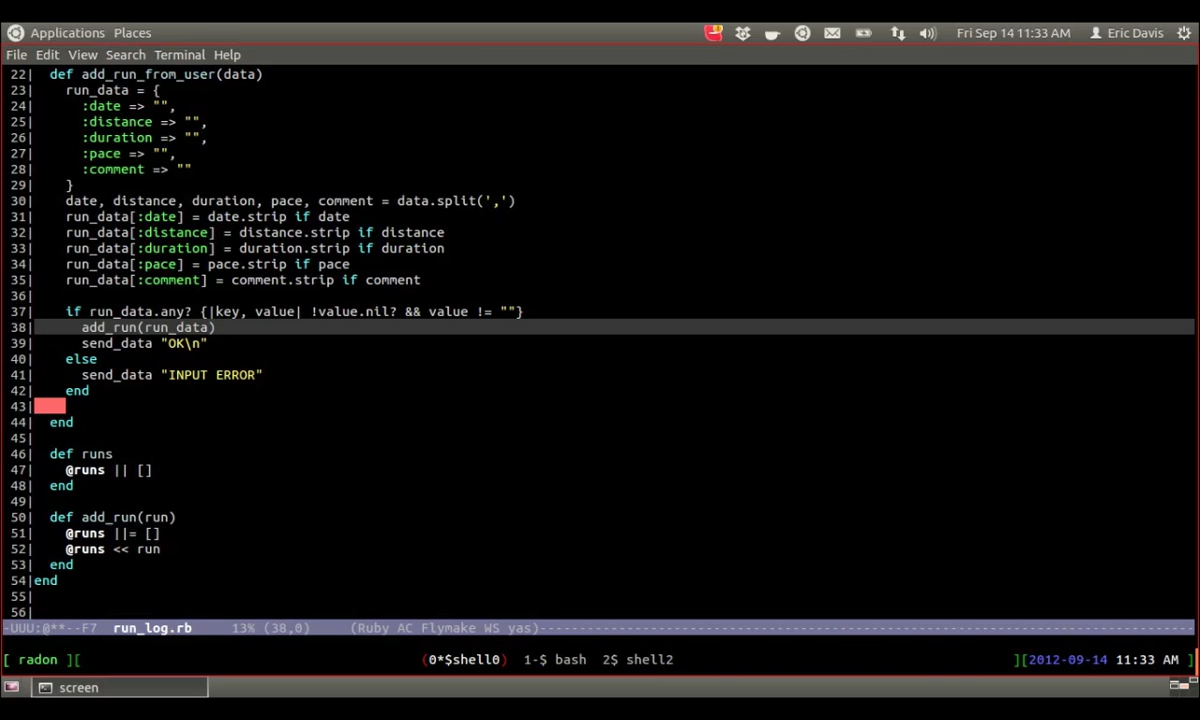 Applications Places Fri Sep 14 11:33 AM Eric Davis
File Edit View Search Terminal Help
22|  def add_run_from_user(data)
23|    run_data = {
24|      :date => "",
25|      :distance => "",
26|      :duration => "",
27|      :pace => "",
28|      :comment => ""
29|    }
30|    date, distance, duration, pace, comment = data.split(',')
31|    run_data[:date] = date.strip if date
32|    run_data[:distance] = distance.strip if distance
33|    run_data[:duration] = duration.strip if duration
34|    run_data[:pace] = pace.strip if pace
35|    run_data[:comment] = comment.strip if comment
36|
37|    if run_data.any? {|key, value| !value.nil? && value != ""}
38|      add_run(run_data)
39|      send_data "OK\n"
40|    else
41|      send_data "INPUT ERROR"
42|    end
43|
44|  end
45|
46|  def runs
47|    @runs || []
48|  end
49|
50|  def add_run(run)
51|    @runs ||= []
52|    @runs << run
53|  end
54|end
55|
56|
-UUU:@**--F7  run_log.rb     13% (38,0)     (Ruby AC Flymake WS yas)-----------------------------------------------------------------------------------
[ radon ][ (0*$shell0) 1-$ bash 2$ shell2 ][2012-09-14 11:33 AM ]
screen